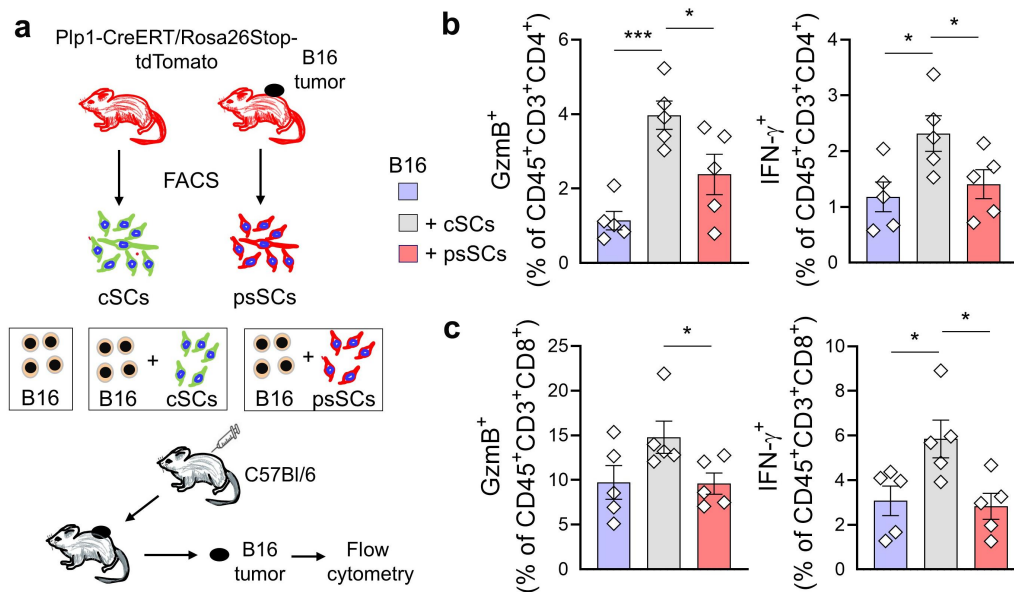 a
Plp1-CreERT/Rosa26Stop-
tdTomato
B16
tumor
FACS
cSCs
psSCs
B16
B16
+
cSCs
B16
+
psSCs
C57Bl/6
B16
tumor
Flow
cytometry
B16
+ cSCs
+ psSCs
b
GzmB⁺
(% of CD45⁺CD3⁺CD4⁺)
6
4
2
0
***
*
IFN-γ⁺
(% of CD45⁺CD3⁺CD4⁺)
4
3
2
1
0
*
*
c
GzmB⁺
(% of CD45⁺CD3⁺CD8⁺)
25
20
15
10
5
0
*
IFN-γ⁺
(% of CD45⁺CD3⁺CD8⁺)
10
8
6
4
2
0
*
*